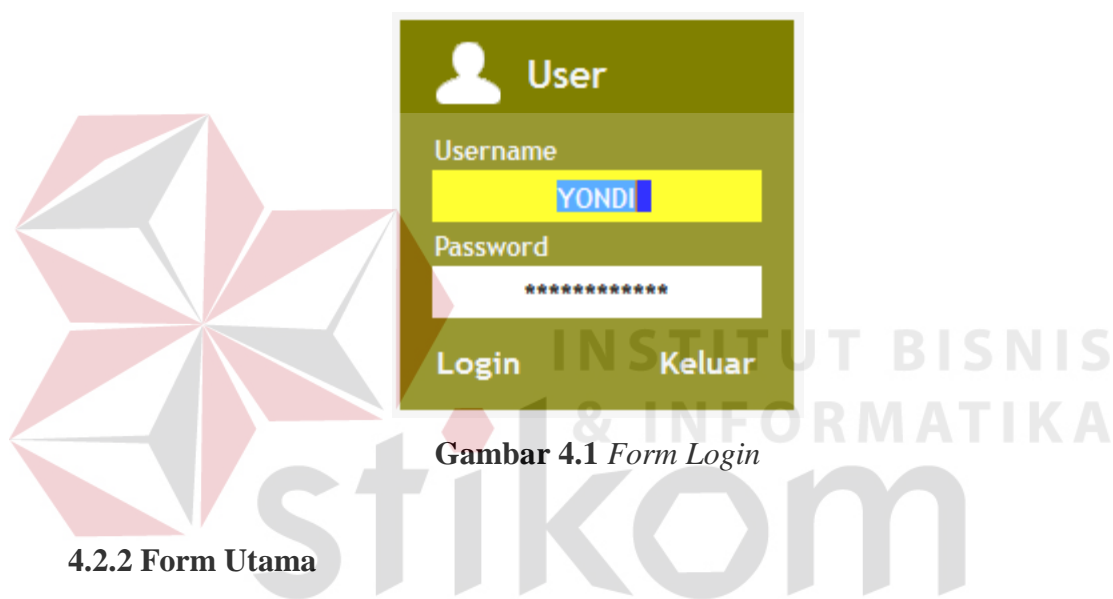 User
Username
YONDI
Password
************
Login Keluar
INSTITUT BISNIS
& INFORMATIKA
Gambar 4.1 Form Login
stikom
4.2.2 Form Utama